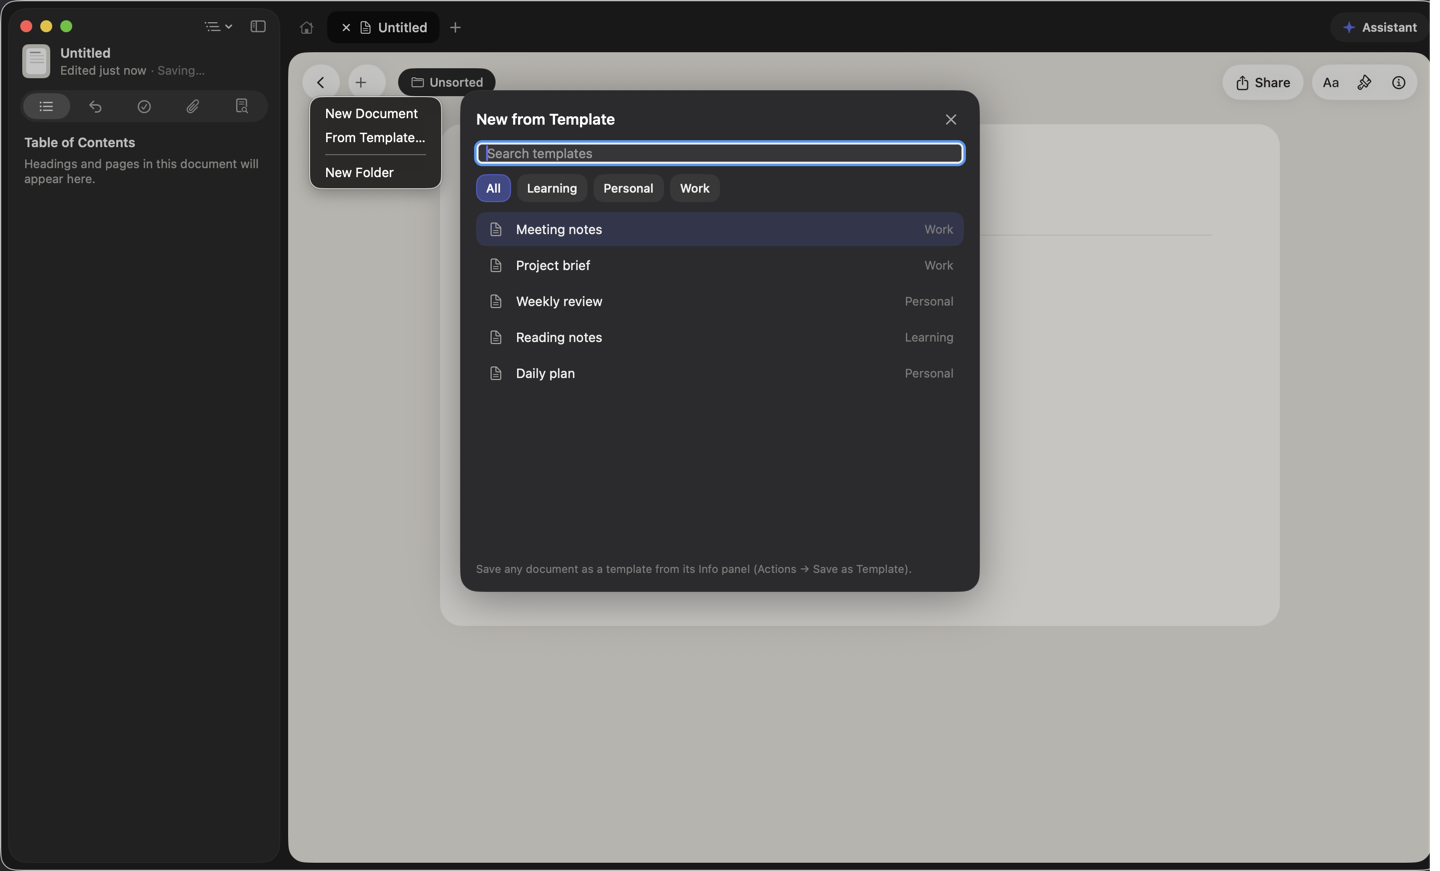 Untitled
Assistant
Untitled
Edited just now · Saving...
Unsorted
Share
Aa
Table of Contents
Headings and pages in this document will
appear here.
New Document
From Template...
New Folder
New from Template
Search templates
All
Learning
Personal
Work
Meeting notes
Work
Project brief
Work
Weekly review
Personal
Reading notes
Learning
Daily plan
Personal
Save any document as a template from its Info panel (Actions → Save as Template).